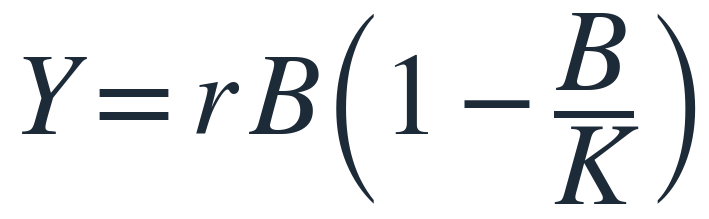 Y = rB(1 − B/K)